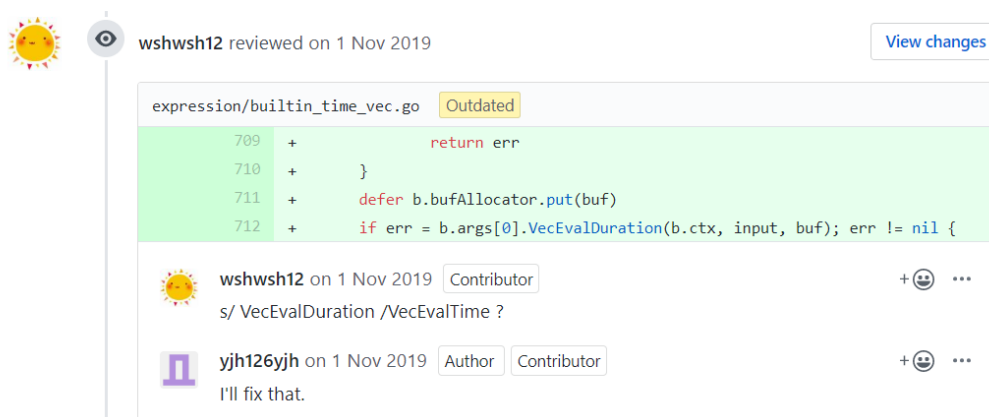 wshwsh12 reviewed on 1 Nov 2019
View changes
expression/builtin_time_vec.go Outdated
709 + return err
710 + }
711 + defer b.bufAllocator.put(buf)
712 + if err = b.args[0].VecEvalDuration(b.ctx, input, buf); err != nil {
wshwsh12 on 1 Nov 2019 Contributor
s/ VecEvalDuration /VecEvalTime ?
yjh126yjh on 1 Nov 2019 Author Contributor
I'll fix that.